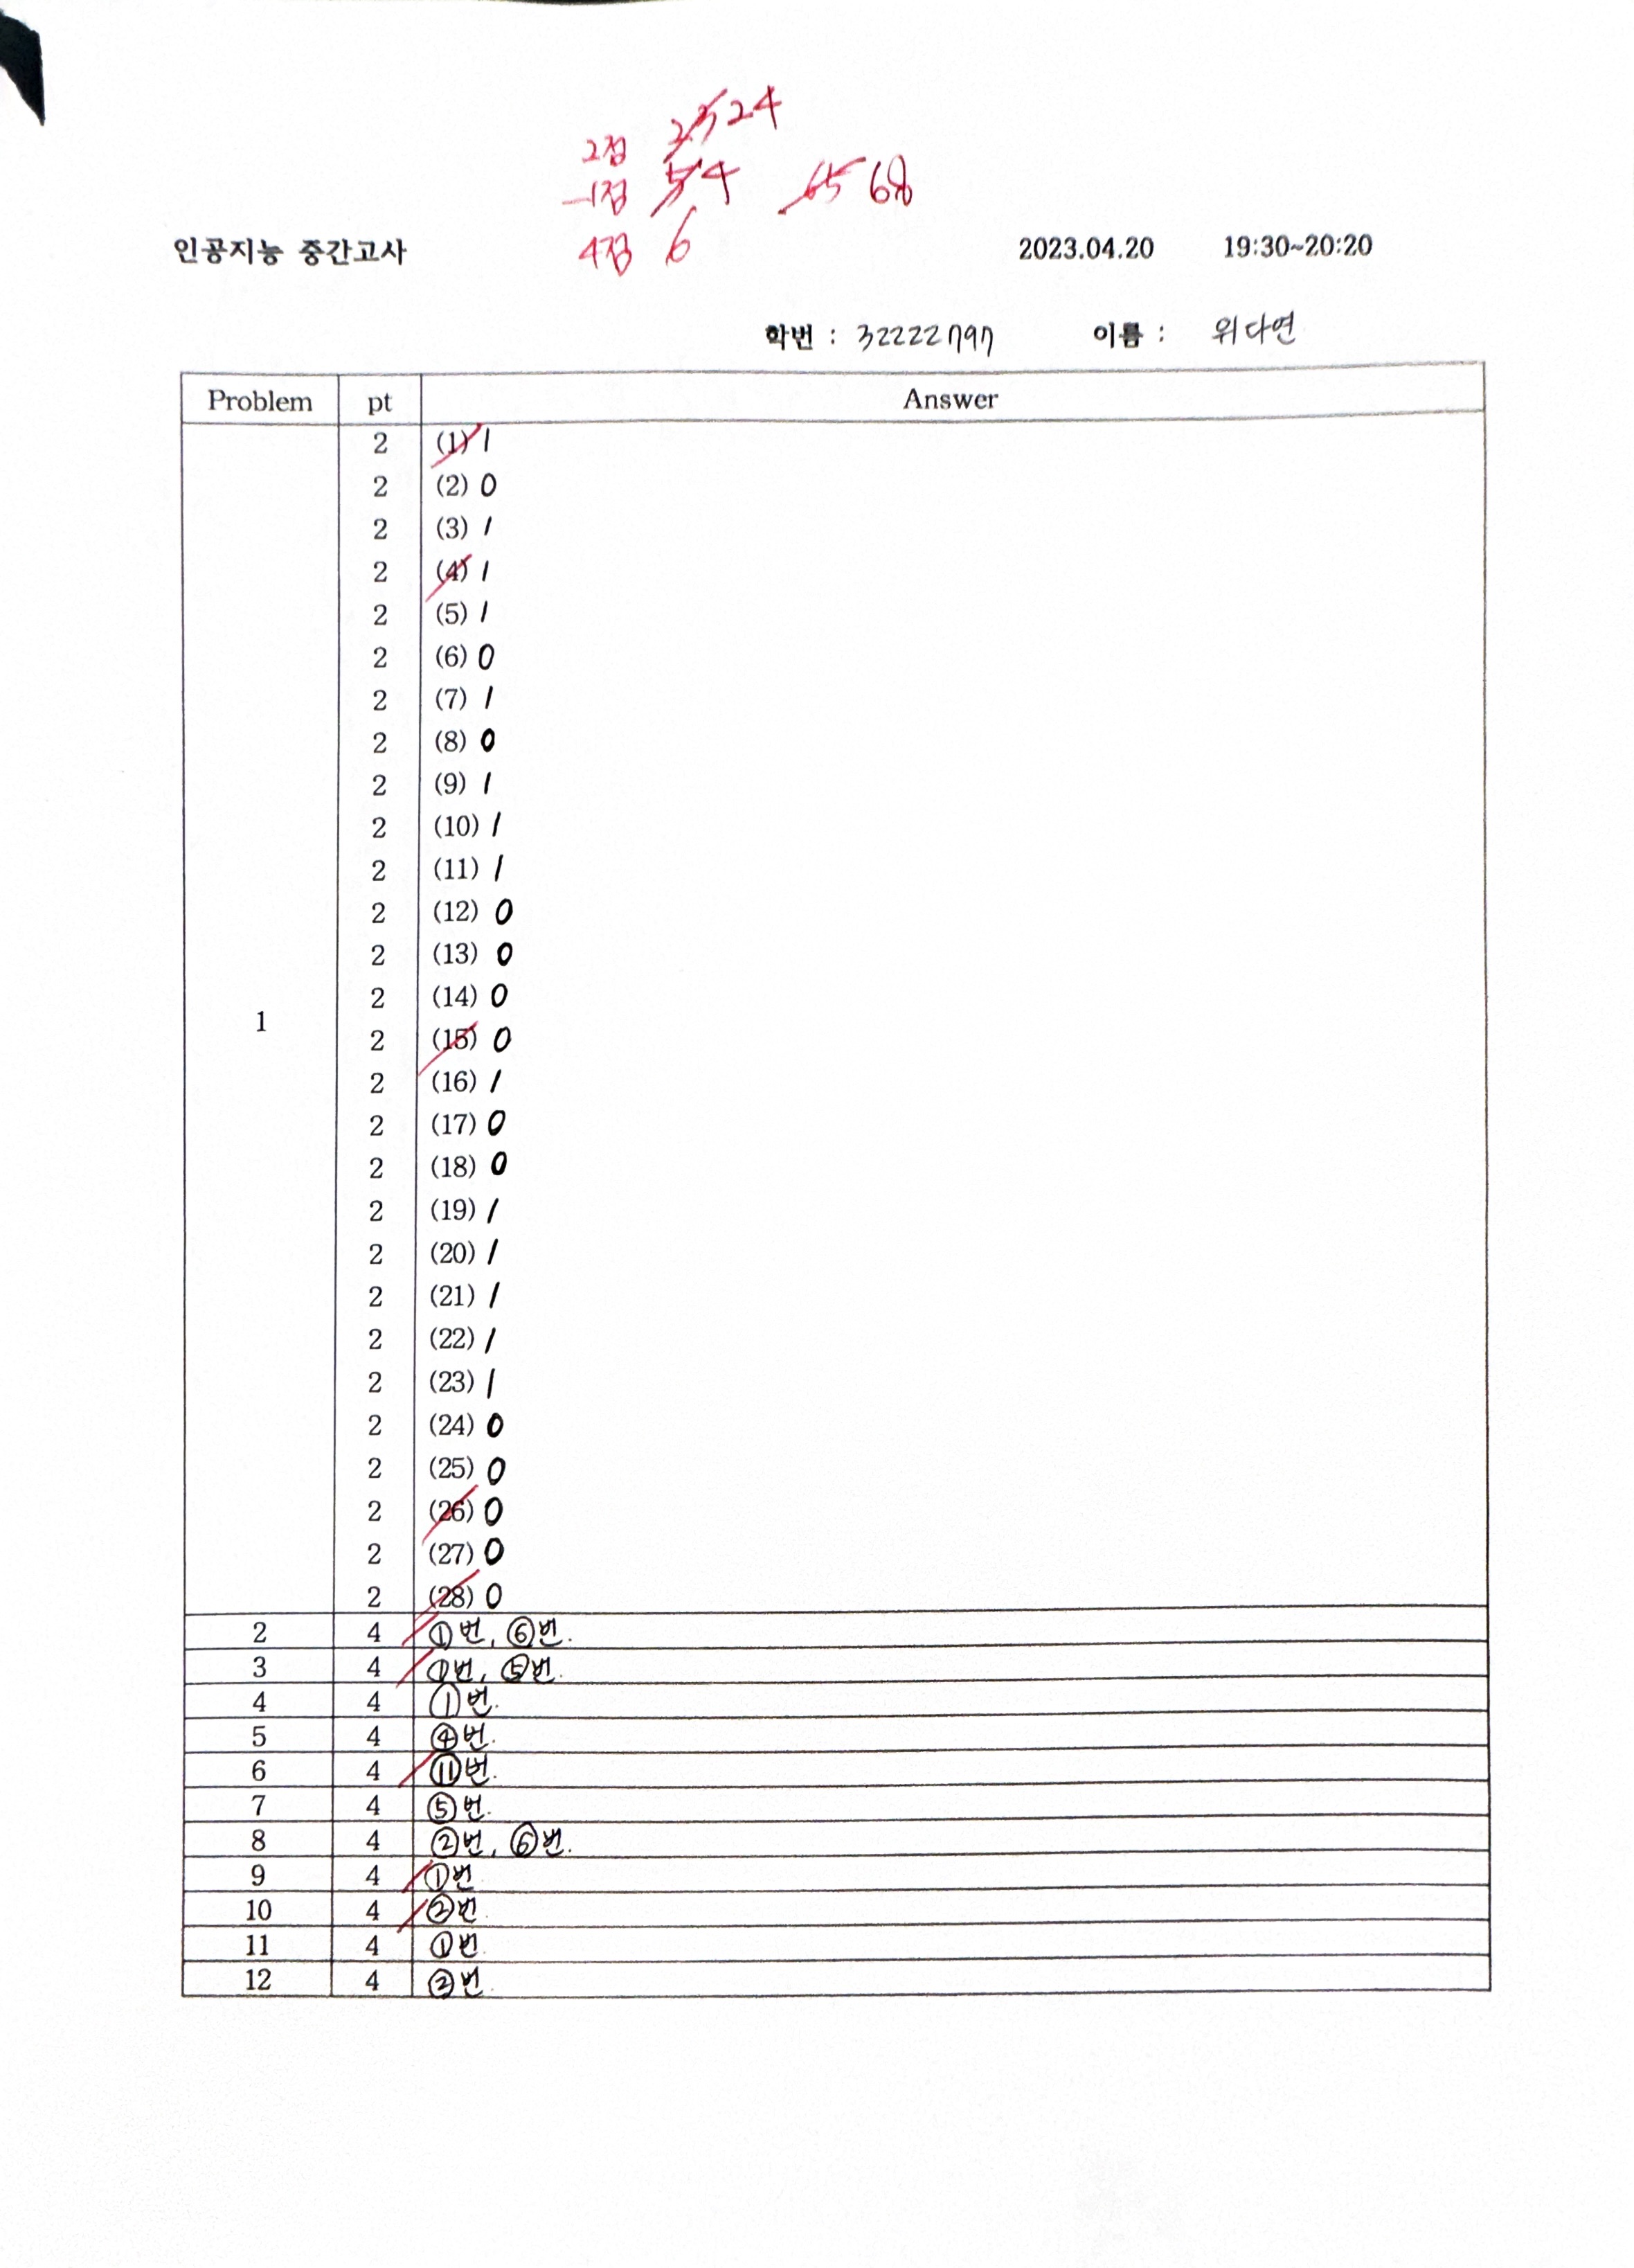 2점 23 24
-1점 5 4 65 68
4점 6
인공지능 중간고사 2023.04.20 19:30~20:20
학번 : 32222797 이름 : 위다연
Problem pt Answer
2 (1) 1
2 (2) 0
2 (3) 1
2 (4) 1
2 (5) 1
2 (6) 0
2 (7) 1
2 (8) 0
2 (9) 1
2 (10) 1
2 (11) 1
2 (12) 0
2 (13) 0
2 (14) 0
1
2 (15) 0
2 (16) 1
2 (17) 0
2 (18) 0
2 (19) 1
2 (20) 1
2 (21) 1
2 (22) 1
2 (23) 1
2 (24) 0
2 (25) 0
2 (26) 0
2 (27) 0
2 (28) 0
2 4 ①번, ⑥번.
3 4 ①번, ⑤번.
4 4 ①번.
5 4 ④번.
6 4 ⑪번.
7 4 ⑤번.
8 4 ②번, ⑥번.
9 4 ①번
10 4 ②번.
11 4 ①번
12 4 ②번.